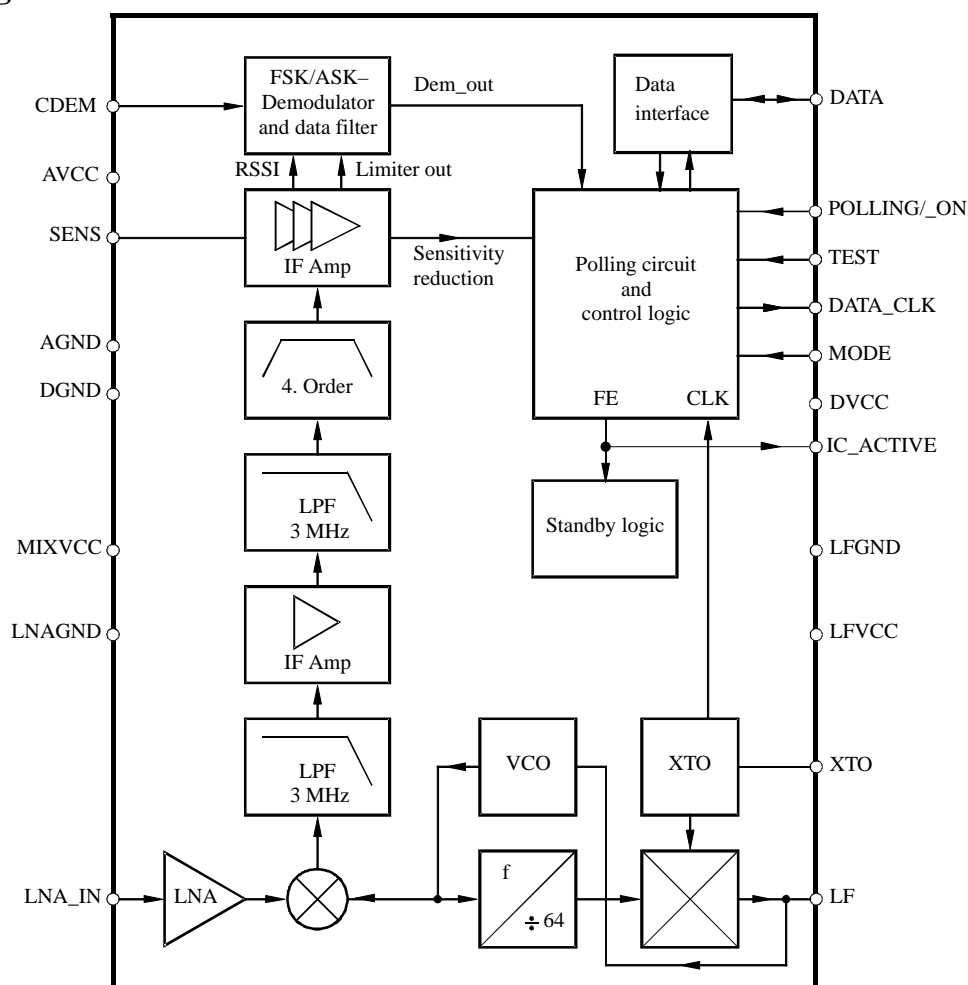 FSK/ASK–
Demodulator
and data filter
Dem_out
Data
interface
CDEM
DATA
RSSI
Limiter out
AVCC
POLLING/_ON
SENS
IF Amp
Sensitivity
reduction
Polling circuit
and
control logic
TEST
DATA_CLK
AGND
MODE
4. Order
DGND
FE
CLK
DVCC
IC_ACTIVE
LPF
3 MHz
Standby logic
MIXVCC
LFGND
LNAGND
IF Amp
LFVCC
LPF
3 MHz
VCO
XTO
XTO
LNA_IN
LNA
f
÷ 64
LF